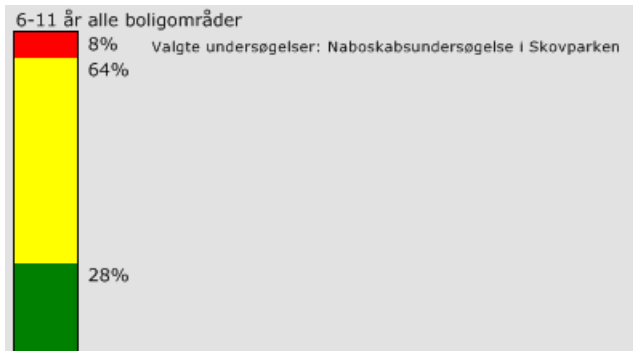 6-11 år alle boligområder
8% Valgte undersøgelser: Naboskabsundersøgelse i Skovparken
64%
28%